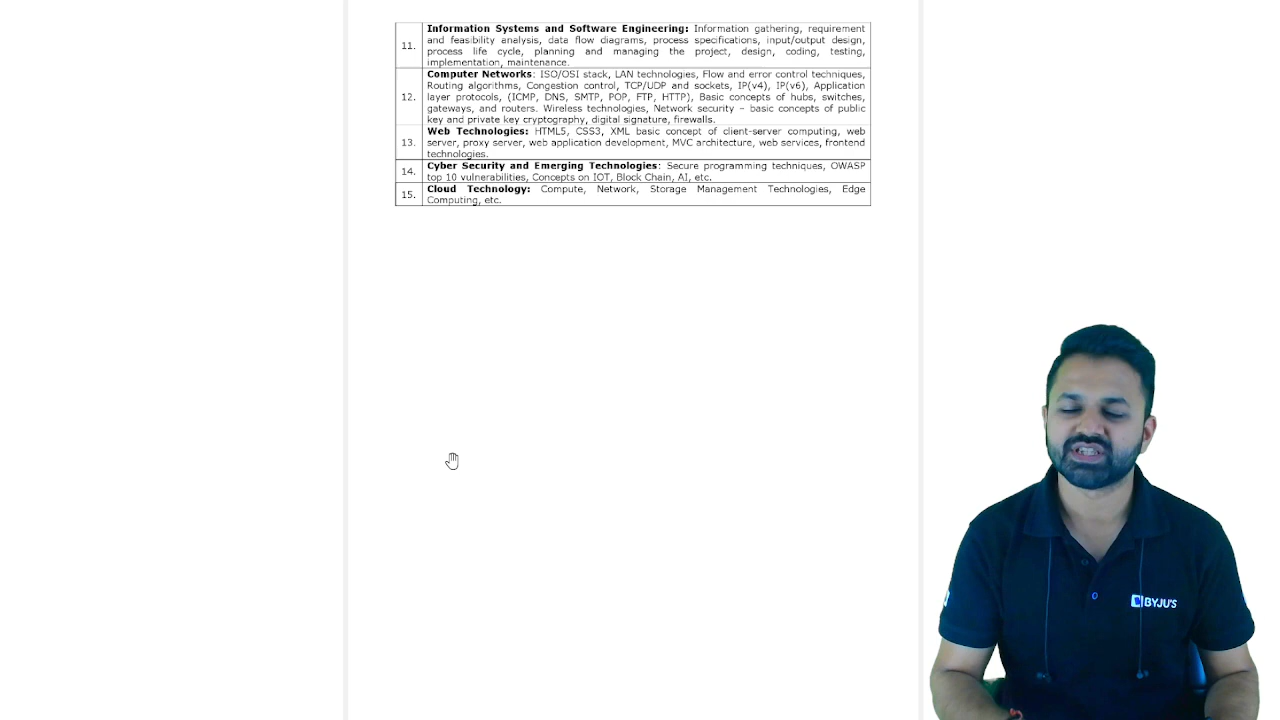 11. Information Systems and Software Engineering: Information gathering, requirement
and feasibility analysis, data flow diagrams, process specifications, input/output design,
process life cycle, planning and managing the project, design, coding, testing,
implementation, maintenance.
12. Computer Networks: ISO/OSI stack, LAN technologies, Flow and error control techniques,
Routing algorithms, Congestion control, TCP/UDP and sockets, IP(v4), IP(v6), Application
layer protocols, (ICMP, DNS, SMTP, POP, FTP, HTTP), Basic concepts of hubs, switches,
gateways, and routers. Wireless technologies, Network security – basic concepts of public
key and private key cryptography, digital signature, firewalls.
13. Web Technologies: HTML5, CSS3, XML basic concept of client-server computing, web
server, proxy server, web application development, MVC architecture, web services, frontend
technologies.
14. Cyber Security and Emerging Technologies: Secure programming techniques, OWASP
top 10 vulnerabilities, Concepts on IOT, Block Chain, AI, etc.
15. Cloud Technology: Compute, Network, Storage Management Technologies, Edge
Computing, etc.
BYJU'S